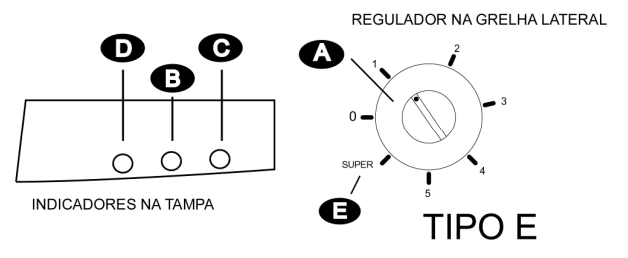 REGULADOR NA GRELHA LATERAL
D
B
C
A
1
2
3
0
SUPER
4
5
E
INDICADORES NA TAMPA
TIPO E